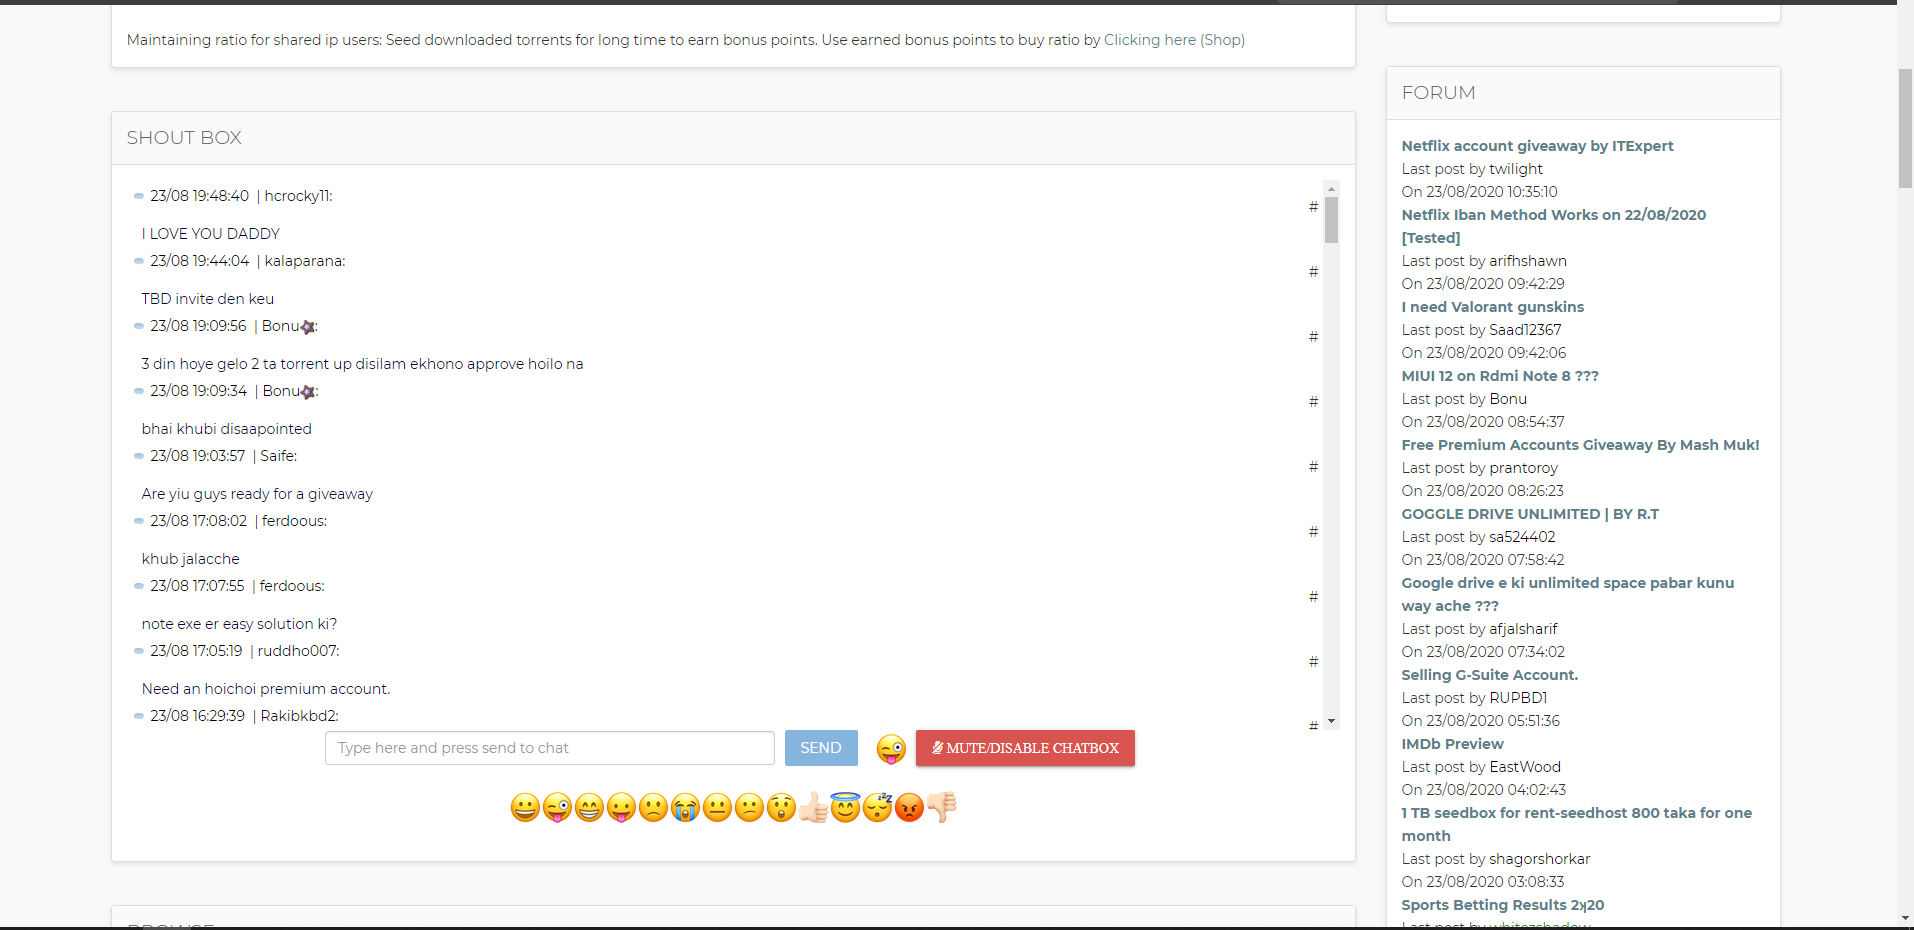 Maintaining ratio for shared ip users: Seed downloaded torrents for long time to earn bonus points. Use earned bonus points to buy ratio by Clicking here (Shop)
SHOUT BOX
23/08 19:48:40 | hcrocky11:
#
I LOVE YOU DADDY
23/08 19:44:04 | kalaparana:
#
TBD invite den keu
23/08 19:09:56 | Bonu:
#
3 din hoye gelo 2 ta torrent up disilam ekhono approve hoilo na
23/08 19:09:34 | Bonu:
#
bhai khubi disaapointed
23/08 19:03:57 | Saife:
#
Are yiu guys ready for a giveaway
23/08 17:08:02 | ferdoous:
#
khub jalacche
23/08 17:07:55 | ferdoous:
#
note exe er easy solution ki?
23/08 17:05:19 | ruddho007:
#
Need an hoichoi premium account.
23/08 16:29:39 | Rakibkbd2:
#
Type here and press send to chat
SEND
MUTE/DISABLE CHATBOX
FORUM
Netflix account giveaway by ITExpert
Last post by twilight
On 23/08/2020 10:35:10
Netflix Iban Method Works on 22/08/2020
[Tested]
Last post by arifhshawn
On 23/08/2020 09:42:29
I need Valorant gunskins
Last post by Saad12367
On 23/08/2020 09:42:06
MIUI 12 on Rdmi Note 8 ???
Last post by Bonu
On 23/08/2020 08:54:37
Free Premium Accounts Giveaway By Mash Muk!
Last post by prantoroy
On 23/08/2020 08:26:23
GOGGLE DRIVE UNLIMITED | BY R.T
Last post by sa524402
On 23/08/2020 07:58:42
Google drive e ki unlimited space pabar kunu
way ache ???
Last post by afjalsharif
On 23/08/2020 07:34:02
Selling G-Suite Account.
Last post by RUPBD1
On 23/08/2020 05:51:36
IMDb Preview
Last post by EastWood
On 23/08/2020 04:02:43
1 TB seedbox for rent-seedhost 800 taka for one
month
Last post by shagorshorkar
On 23/08/2020 03:08:33
Sports Betting Results